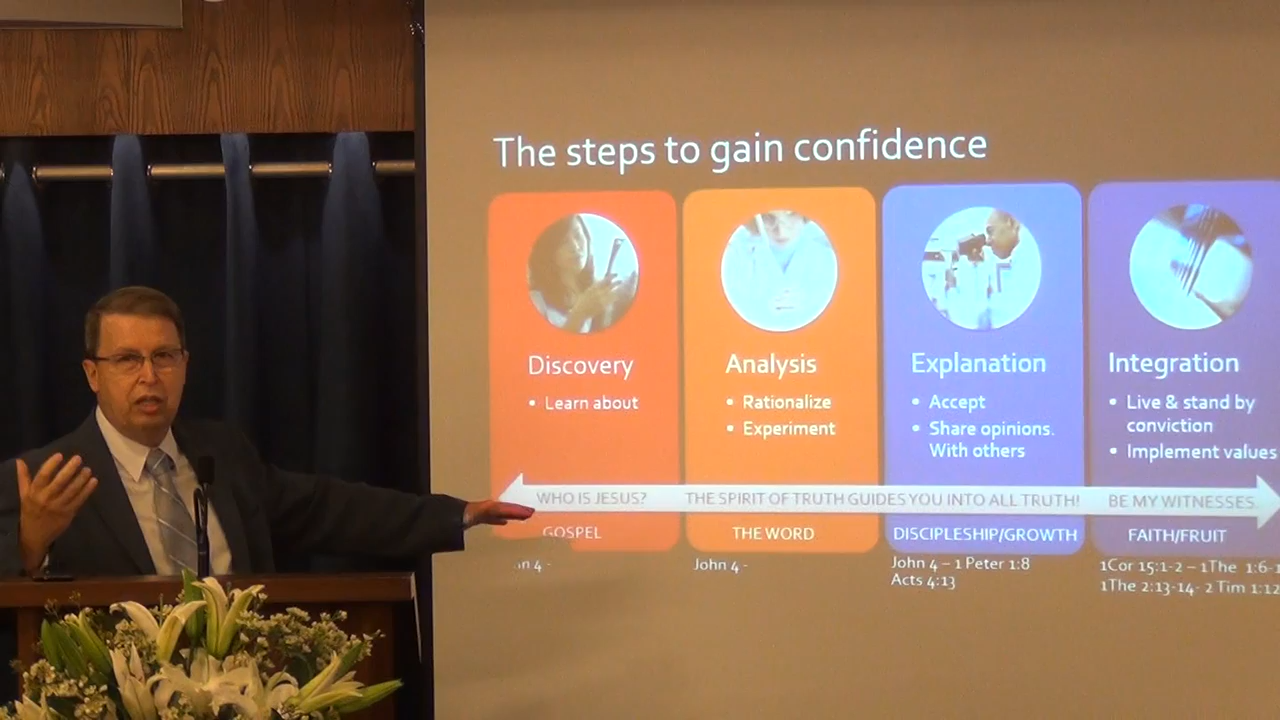 The steps to gain confidence
Discovery
• Learn about
Analysis
• Rationalize
• Experiment
Explanation
• Accept
• Share opinions.
With others
Integration
• Live & stand by
conviction
• Implement values
WHO IS JESUS?
THE SPIRIT OF TRUTH GUIDES YOU INTO ALL TRUTH!
BE MY WITNESSES
GOSPEL
THE WORD
DISCIPLESHIP/GROWTH
FAITH/FRUIT
4 -
John 4 -
John 4 – 1 Peter 1:8
Acts 4:13
1Cor 15:1-2 – 1The 1:6-
1The 2:13-14- 2 Tim 1:12